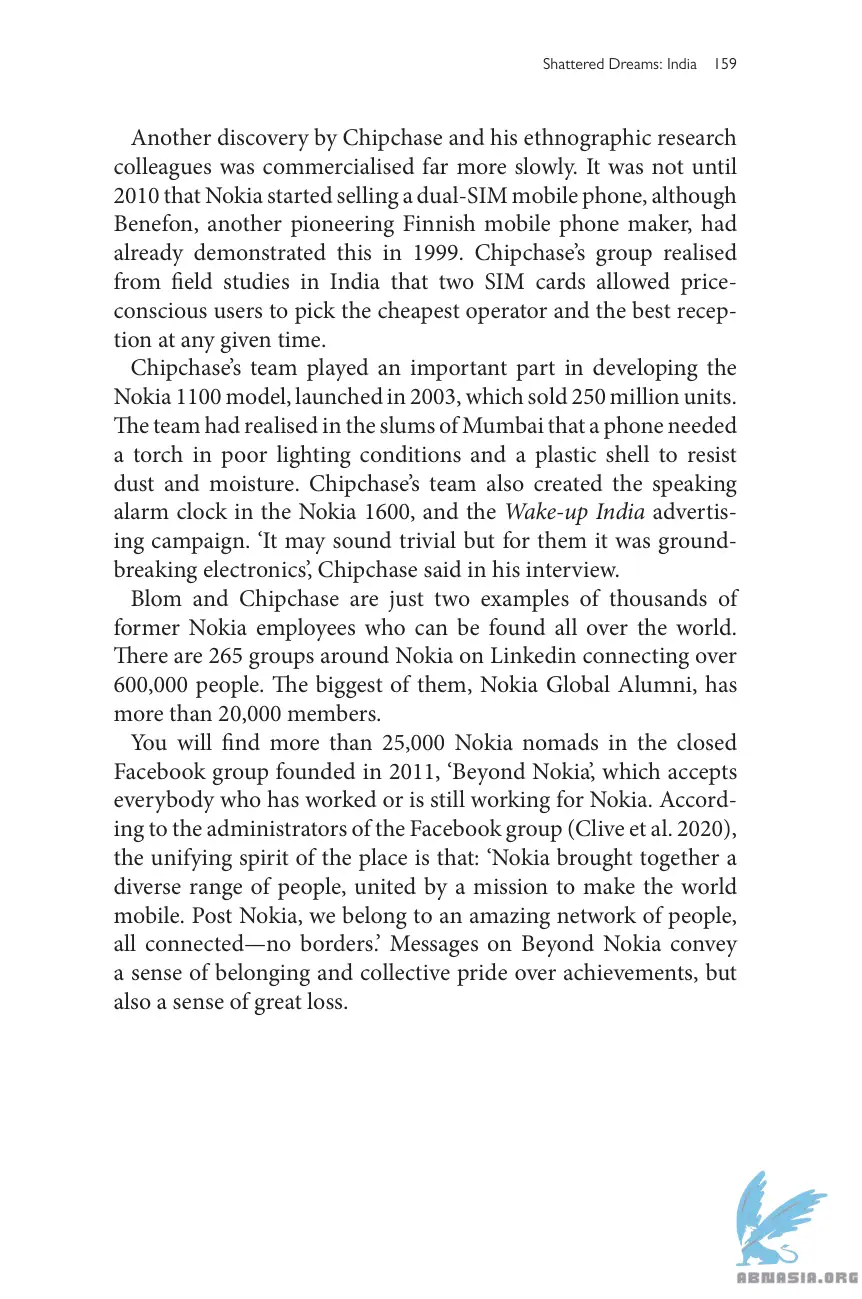 Shattered Dreams: India 159
Another discovery by Chipchase and his ethnographic research
colleagues was commercialised far more slowly. It was not until
2010 that Nokia started selling a dual-SIM mobile phone, although
Benefon, another pioneering Finnish mobile phone maker, had
already demonstrated this in 1999. Chipchase’s group realised
from field studies in India that two SIM cards allowed price-
conscious users to pick the cheapest operator and the best recep-
tion at any given time.
Chipchase’s team played an important part in developing the
Nokia 1100 model, launched in 2003, which sold 250 million units.
The team had realised in the slums of Mumbai that a phone needed
a torch in poor lighting conditions and a plastic shell to resist
dust and moisture. Chipchase’s team also created the speaking
alarm clock in the Nokia 1600, and the Wake-up India advertis-
ing campaign. ‘It may sound trivial but for them it was ground-
breaking electronics’, Chipchase said in his interview.
Blom and Chipchase are just two examples of thousands of
former Nokia employees who can be found all over the world.
There are 265 groups around Nokia on Linkedin connecting over
600,000 people. The biggest of them, Nokia Global Alumni, has
more than 20,000 members.
You will find more than 25,000 Nokia nomads in the closed
Facebook group founded in 2011, ‘Beyond Nokia’, which accepts
everybody who has worked or is still working for Nokia. Accord-
ing to the administrators of the Facebook group (Clive et al. 2020),
the unifying spirit of the place is that: ‘Nokia brought together a
diverse range of people, united by a mission to make the world
mobile. Post Nokia, we belong to an amazing network of people,
all connected—no borders.’ Messages on Beyond Nokia convey
a sense of belonging and collective pride over achievements, but
also a sense of great loss.
ABNASIA.ORG